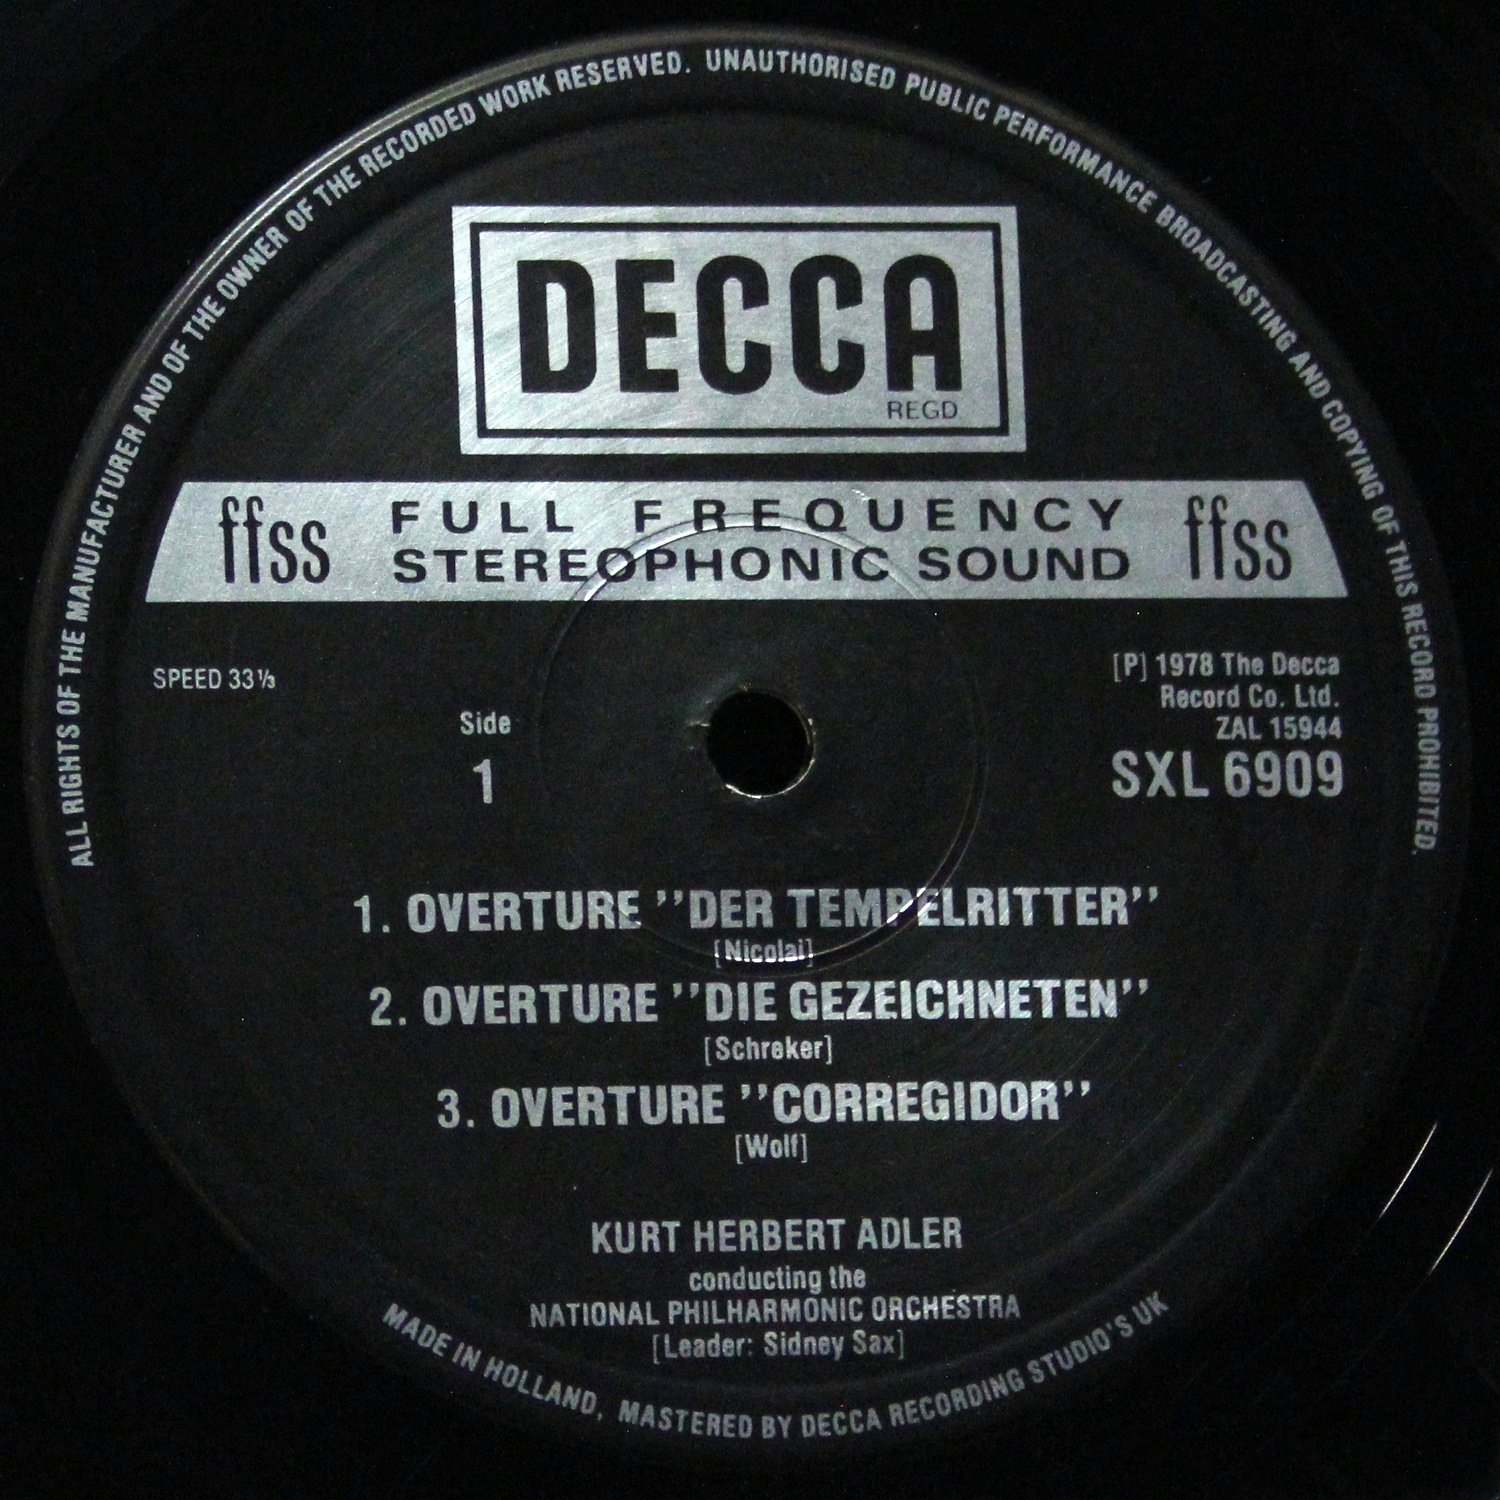 ALL RIGHTS OF THE MANUFACTURER AND OF THE OWNER OF THE RECORDED WORK RESERVED. UNAUTHORISED PUBLIC PERFORMANCE BROADCASTING AND COPYING OF THIS RECORD PROHIBITED.
DECCA
REGD
ffss FULL FREQUENCY ffss
STEREOPHONIC SOUND
SPEED 33⅓
[P] 1978 The Decca
Record Co. Ltd.
ZAL 15944
SXL 6909
Side
1
1. OVERTURE ’’DER TEMPELRITTER’’
[Nicolai]
2. OVERTURE ’’DIE GEZEICHNETEN’’
[Schreker]
3. OVERTURE ’’CORREGIDOR’’
[Wolf]
KURT HERBERT ADLER
conducting the
NATIONAL PHILHARMONIC ORCHESTRA
[Leader: Sidney Sax]
MADE IN HOLLAND, MASTERED BY DECCA RECORDING STUDIO'S UK